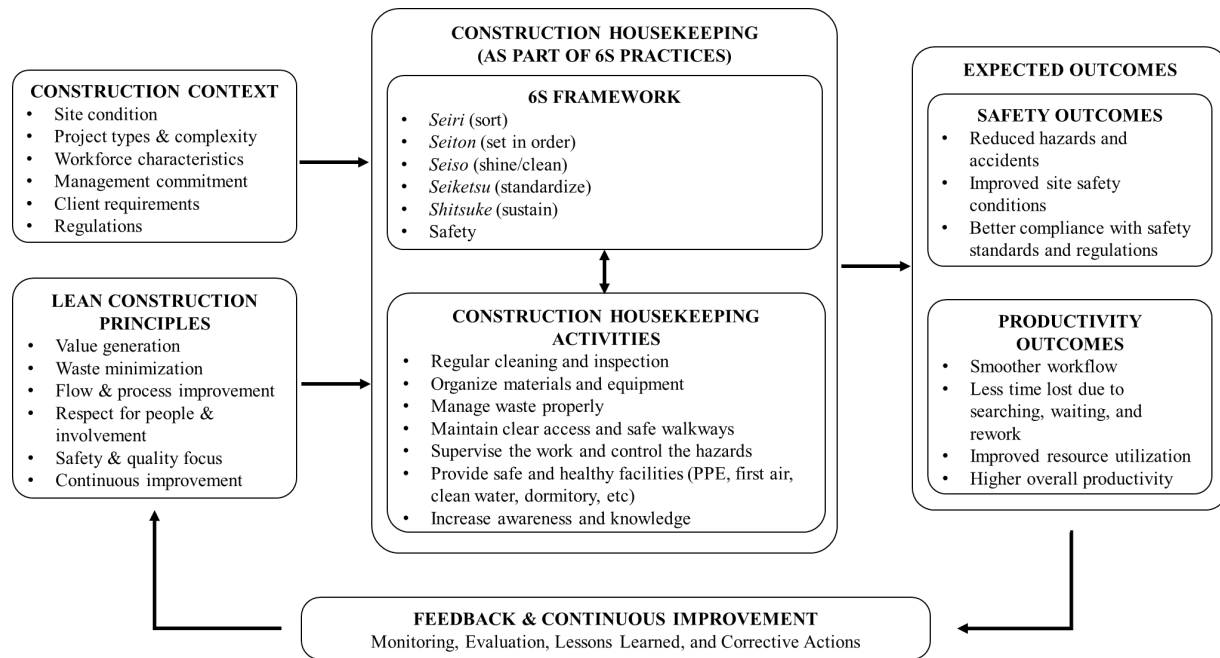 CONSTRUCTION CONTEXT
• Site condition
• Project types & complexity
• Workforce characteristics
• Management commitment
• Client requirements
• Regulations
LEAN CONSTRUCTION
PRINCIPLES
• Value generation
• Waste minimization
• Flow & process improvement
• Respect for people &
involvement
• Safety & quality focus
• Continuous improvement
CONSTRUCTION HOUSEKEEPING
(AS PART OF 6S PRACTICES)
6S FRAMEWORK
• Seiri (sort)
• Seiton (set in order)
• Seiso (shine/clean)
• Seiketsu (standardize)
• Shitsuke (sustain)
• Safety
CONSTRUCTION HOUSEKEEPING
ACTIVITIES
• Regular cleaning and inspection
• Organize materials and equipment
• Manage waste properly
• Maintain clear access and safe walkways
• Supervise the work and control the hazards
• Provide safe and healthy facilities (PPE, first air,
clean water, dormitory, etc)
• Increase awareness and knowledge
EXPECTED OUTCOMES
SAFETY OUTCOMES
• Reduced hazards and
accidents
• Improved site safety
conditions
• Better compliance with safety
standards and regulations
PRODUCTIVITY
OUTCOMES
• Smoother workflow
• Less time lost due to
searching, waiting, and
rework
• Improved resource utilization
• Higher overall productivity
FEEDBACK & CONTINUOUS IMPROVEMENT
Monitoring, Evaluation, Lessons Learned, and Corrective Actions